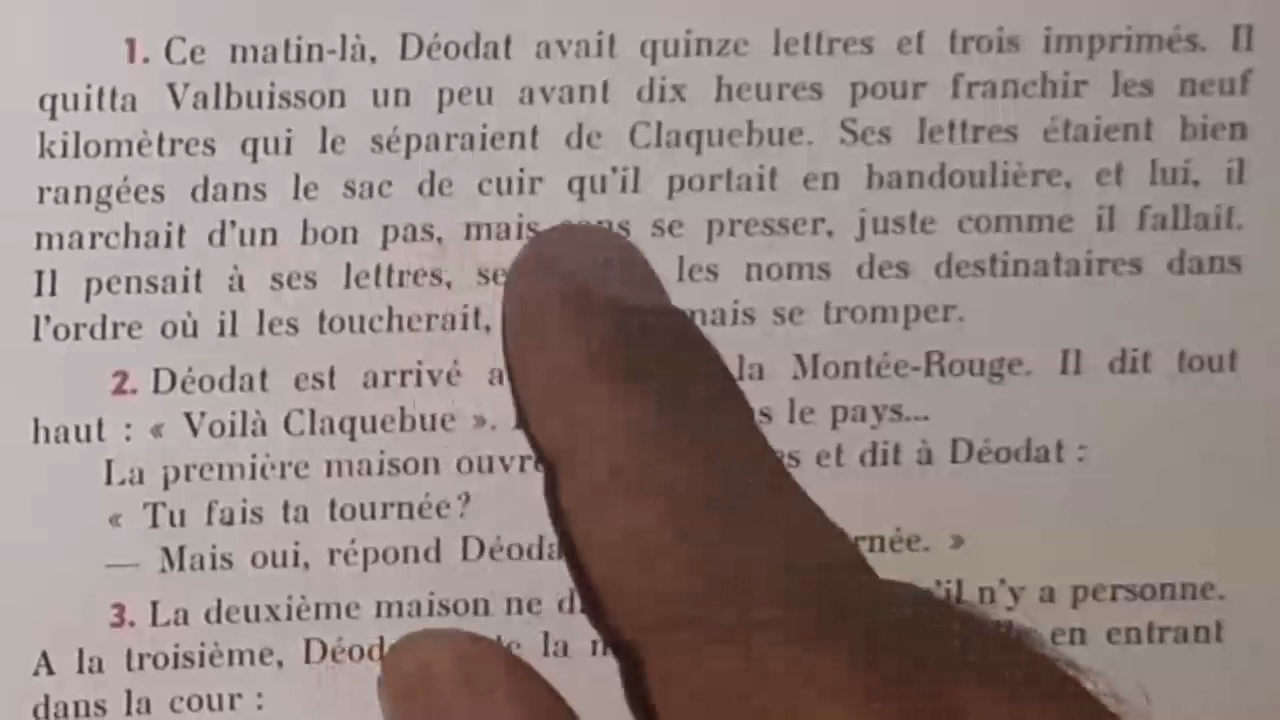 1. Ce matin-là, Déodat avait quinze lettres et trois imprimés. Il
quitta Valbuisson un peu avant dix heures pour franchir les neuf
kilomètres qui le séparaient de Claquebue. Ses lettres étaient bien
rangées dans le sac de cuir qu'il portait en bandoulière, et lui, il
marchait d'un bon pas, mais sans se presser, juste comme il fallait.
Il pensait à ses lettres, les noms des destinataires dans
l'ordre où il les toucherait, se tromper.
2. Déodat est arrivé la Montée-Rouge. Il dit tout
haut : « Voilà Claquebue ». le pays...
La première maison et dit à Déodat :
« Tu fais ta tournée?
— Mais oui, répond »
3. La deuxième maison ne n'y a personne.
A la troisième, la en entrant
dans la cour :